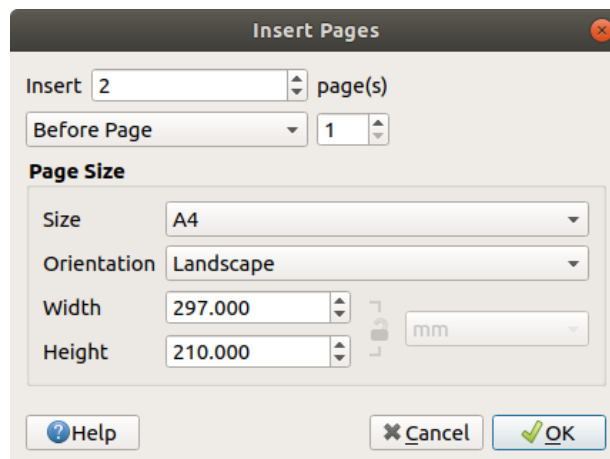 Insert Pages
Insert 2 page(s)
Before Page 1
Page Size
Size A4
Orientation Landscape
Width 297.000
mm
Height 210.000
Help Cancel OK